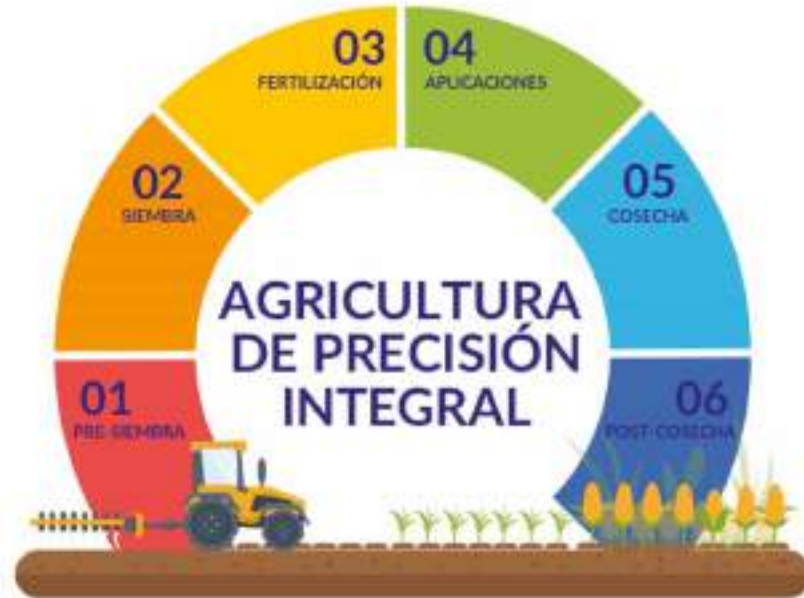 03
FERTILIZACIÓN
04
APLICACIONES
02
SIEMBRA
05
COSECHA
AGRICULTURA
DE PRECISIÓN
INTEGRAL
01
PRE-SIEMBRA
06
POST-COSECHA